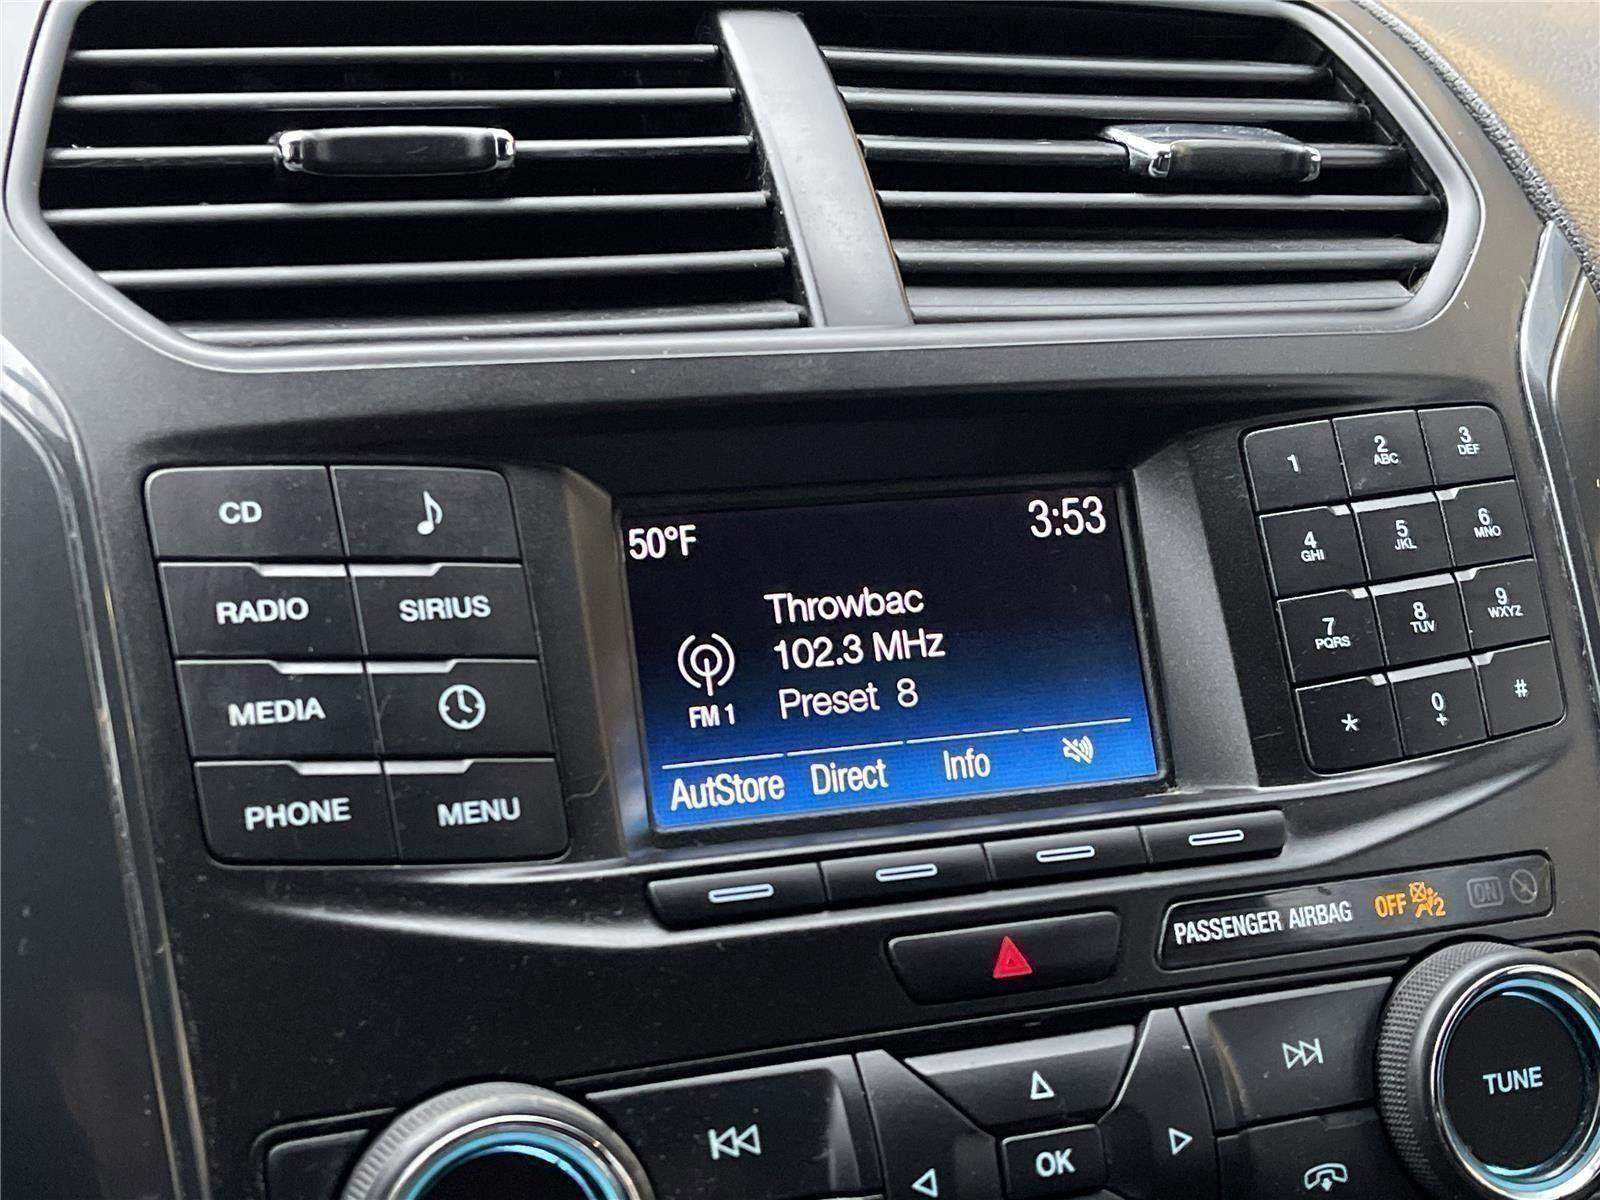 CD
RADIO
SIRIUS
MEDIA
PHONE
MENU
50°F
3:53
Throwbac
102.3 MHz
FM 1
Preset 8
AutStore
Direct
Info
1
2
ABC
3
DEF
4
GHI
5
JKL
6
MNO
7
PQRS
8
TUV
9
WXYZ
*
0
+
#
PASSENGER AIRBAG OFF 2 ON
TUNE
OK